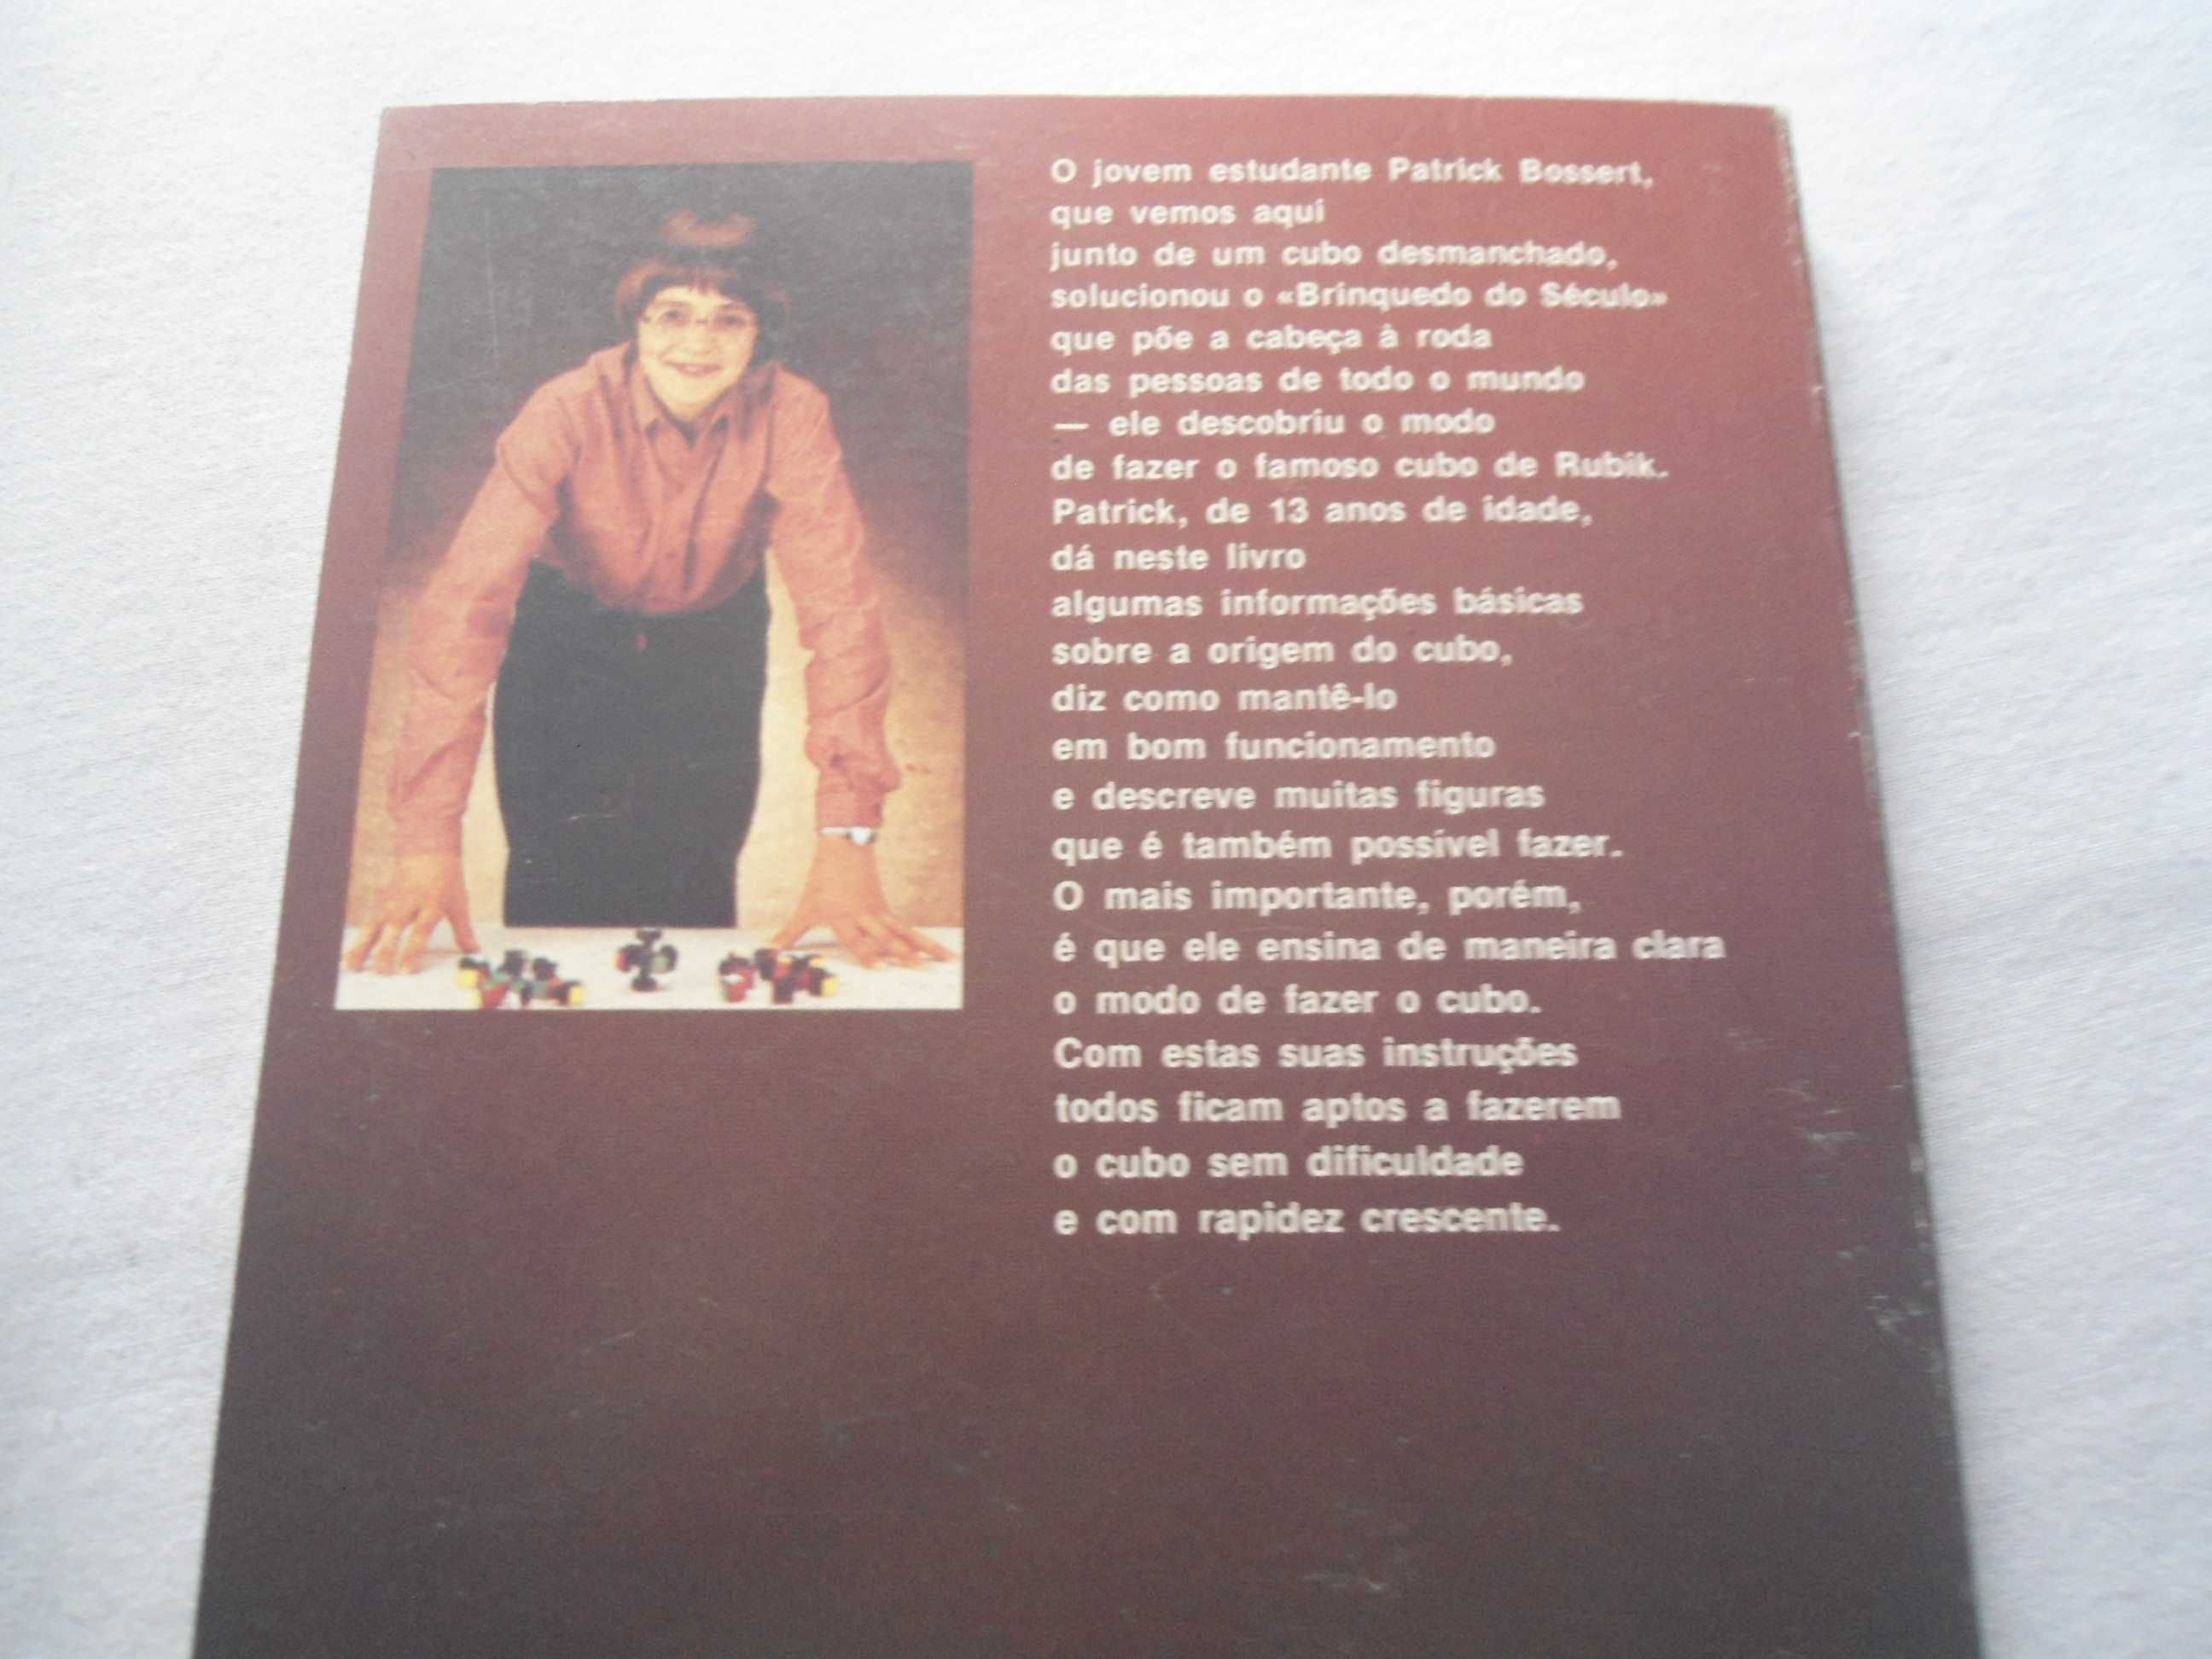 O jovem estudante Patrick Bossert,
que vemos aqui
junto de um cubo desmanchado,
solucionou o «Brinquedo do Século»
que põe a cabeça à roda
das pessoas de todo o mundo
— ele descobriu o modo
de fazer o famoso cubo de Rubik.
Patrick, de 13 anos de idade,
dá neste livro
algumas informações básicas
sobre a origem do cubo,
diz como mantê-lo
em bom funcionamento
e descreve muitas figuras
que é também possível fazer.
O mais importante, porém,
é que ele ensina de maneira clara
o modo de fazer o cubo.
Com estas suas instruções
todos ficam aptos a fazerem
o cubo sem dificuldade
e com rapidez crescente.